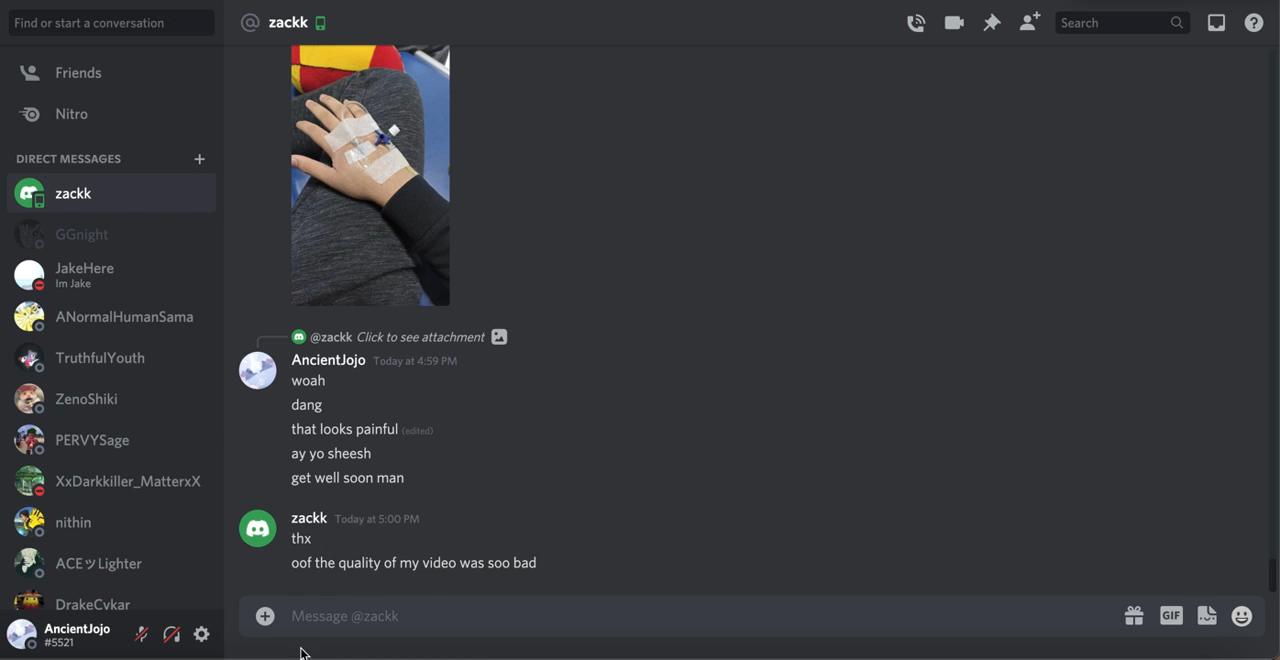 Find or start a conversation
Friends
Nitro
DIRECT MESSAGES
zackk
GGnight
JakeHere
Im Jake
ANormalHumanSama
TruthfulYouth
ZenoShiki
PERVYSage
XxDarkkiller_MatterxX
nithin
ACEッLighter
DrakeCykar
AncientJojo
#5521
zackk
Search
@zackk Click to see attachment
AncientJojo Today at 4:59 PM
woah
dang
that looks painful (edited)
ay yo sheesh
get well soon man
zackk Today at 5:00 PM
thx
oof the quality of my video was soo bad
Message @zackk
GIF